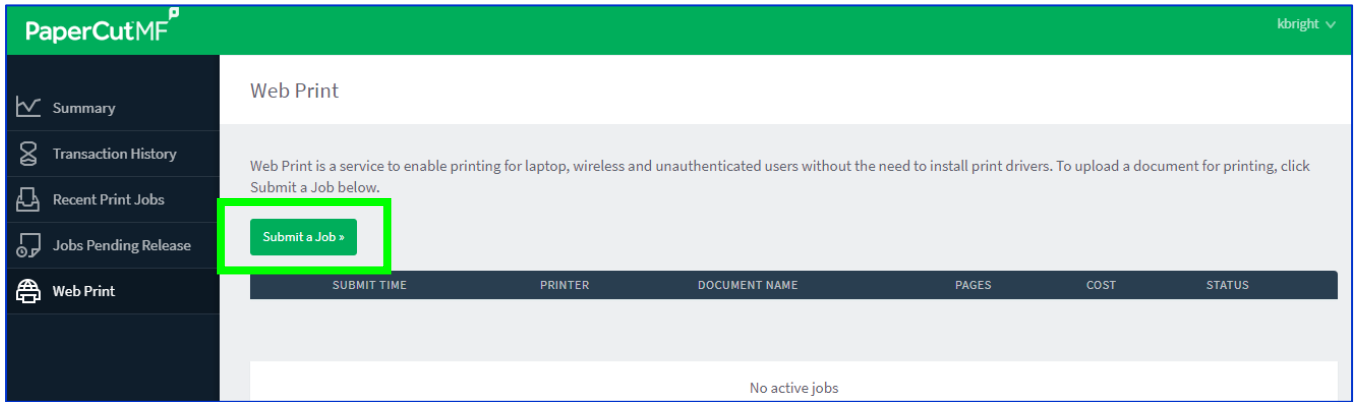 PaperCutMF
kbright
Summary
Transaction History
Recent Print Jobs
Jobs Pending Release
Web Print
Web Print
Web Print is a service to enable printing for laptop, wireless and unauthenticated users without the need to install print drivers. To upload a document for printing, click
Submit a Job below.
Submit a Job »
SUBMIT TIME PRINTER DOCUMENT NAME PAGES COST STATUS
No active jobs